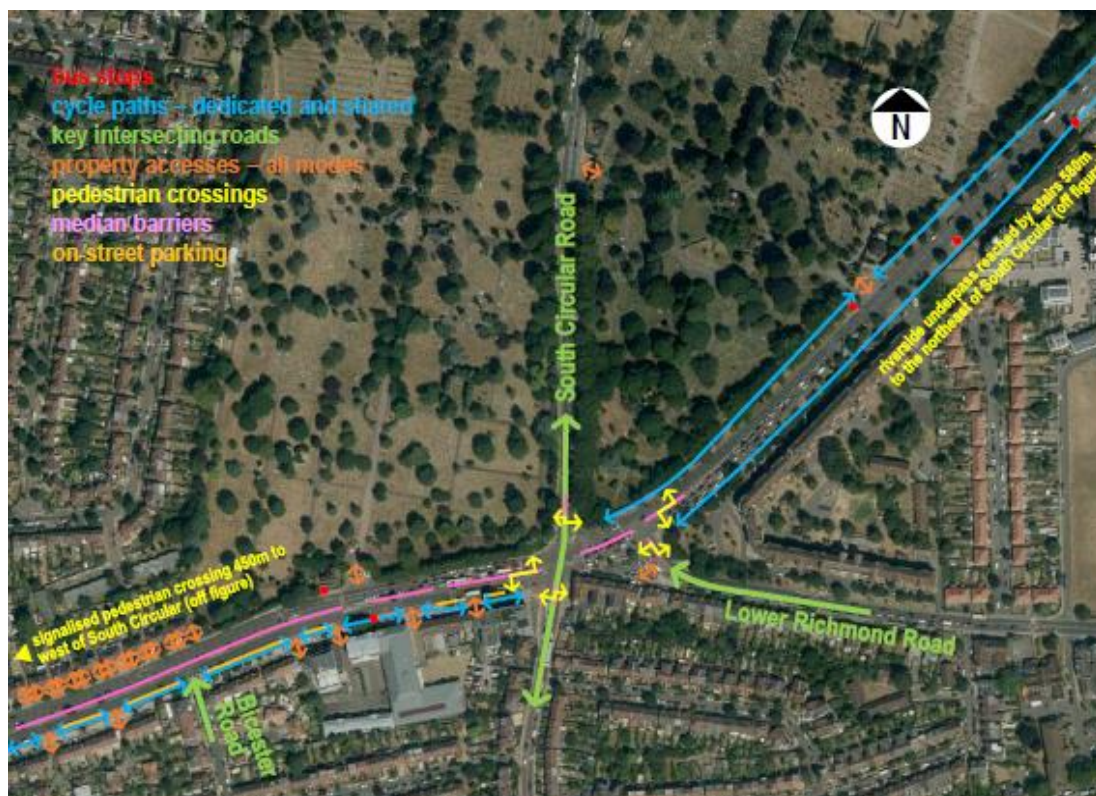 Bus stops
cycle paths – dedicated and shared
key intersecting roads
property accesses – all modes
pedestrian crossings
median barriers
on street parking
N
South Circular Road
riverside underpass reached by stairs 580m
to the northeast of South Circular (off figure)
signalised pedestrian crossing 450m to
west of South Circular (off figure)
Lower Richmond Road
Bicester
Road